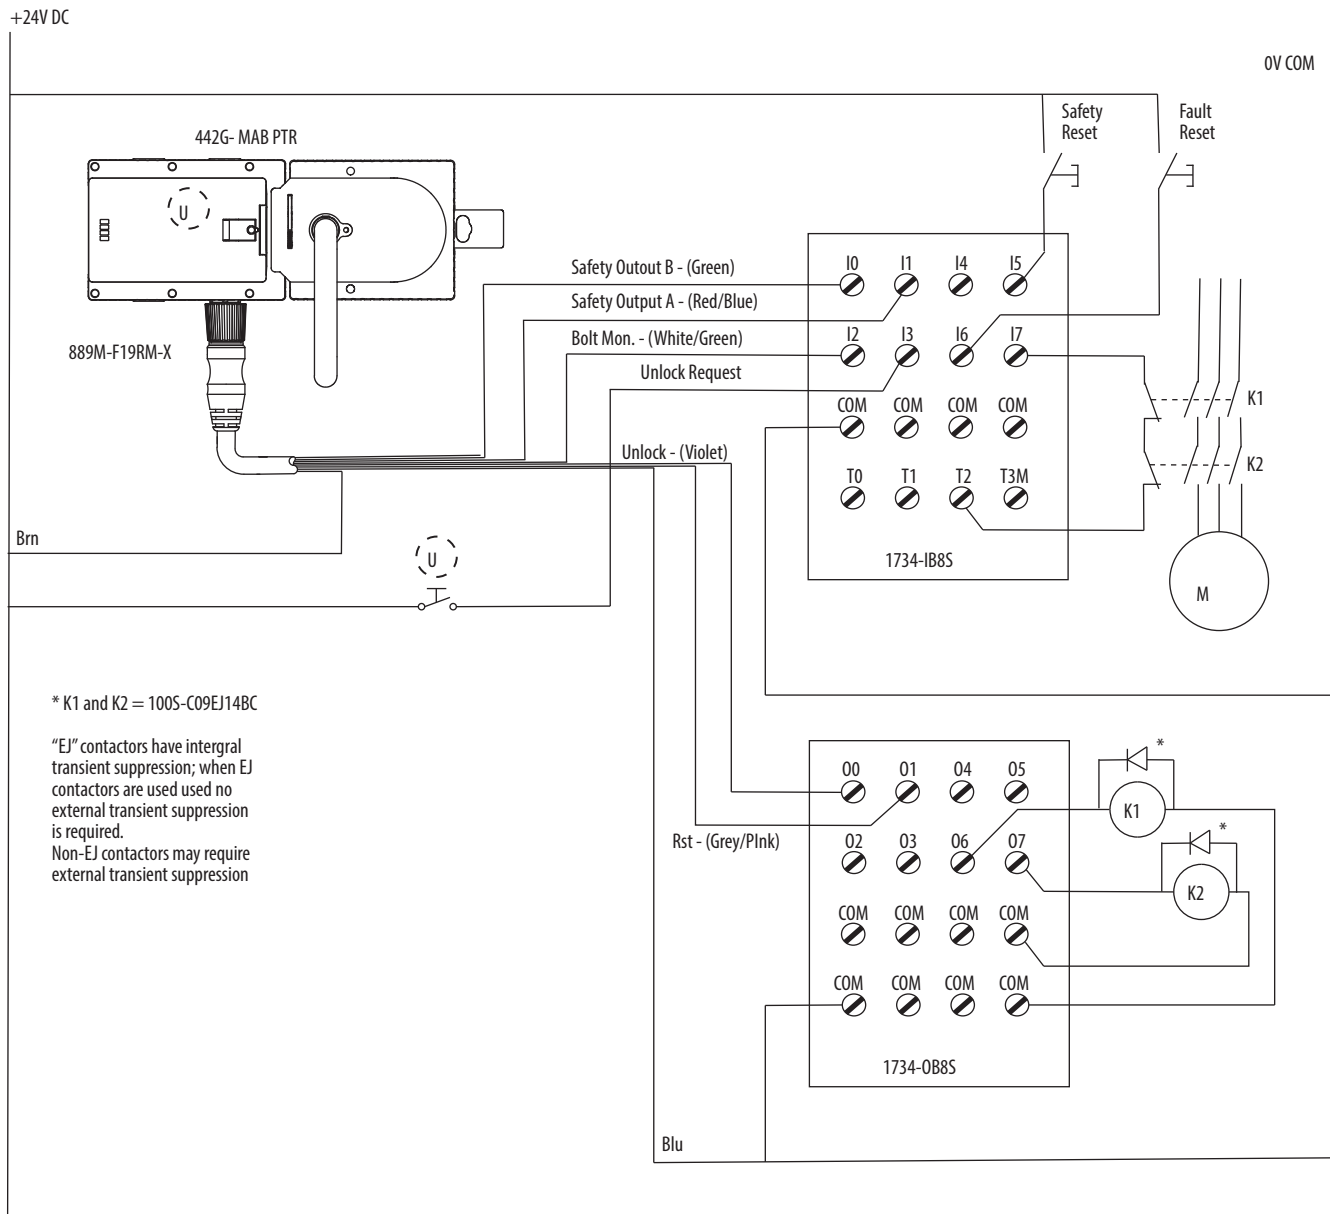 +24V DC
0V COM
442G- MAB PTR
Safety
Reset
Fault
Reset
U
889M-F19RM-X
Safety Outout B - (Green)
Safety Output A - (Red/Blue)
Bolt Mon. - (White/Green)
Unlock Request
Unlock - (Violet)
I0 I1 I4 I5
I2 I3 I6 I7
COM COM COM COM
T0 T1 T2 T3M
1734-IB8S
K1
K2
M
Brn
U
* K1 and K2 = 100S-C09EJ14BC
“EJ” contactors have intergral
transient suppression; when EJ
contactors are used used no
external transient suppression
is required.
Non-EJ contactors may require
external transient suppression
Rst - (Grey/PInk)
O0 O1 O4 O5
O2 O3 O6 O7
COM COM COM COM
COM COM COM COM
1734-OB8S
*
K1
*
K2
Blu